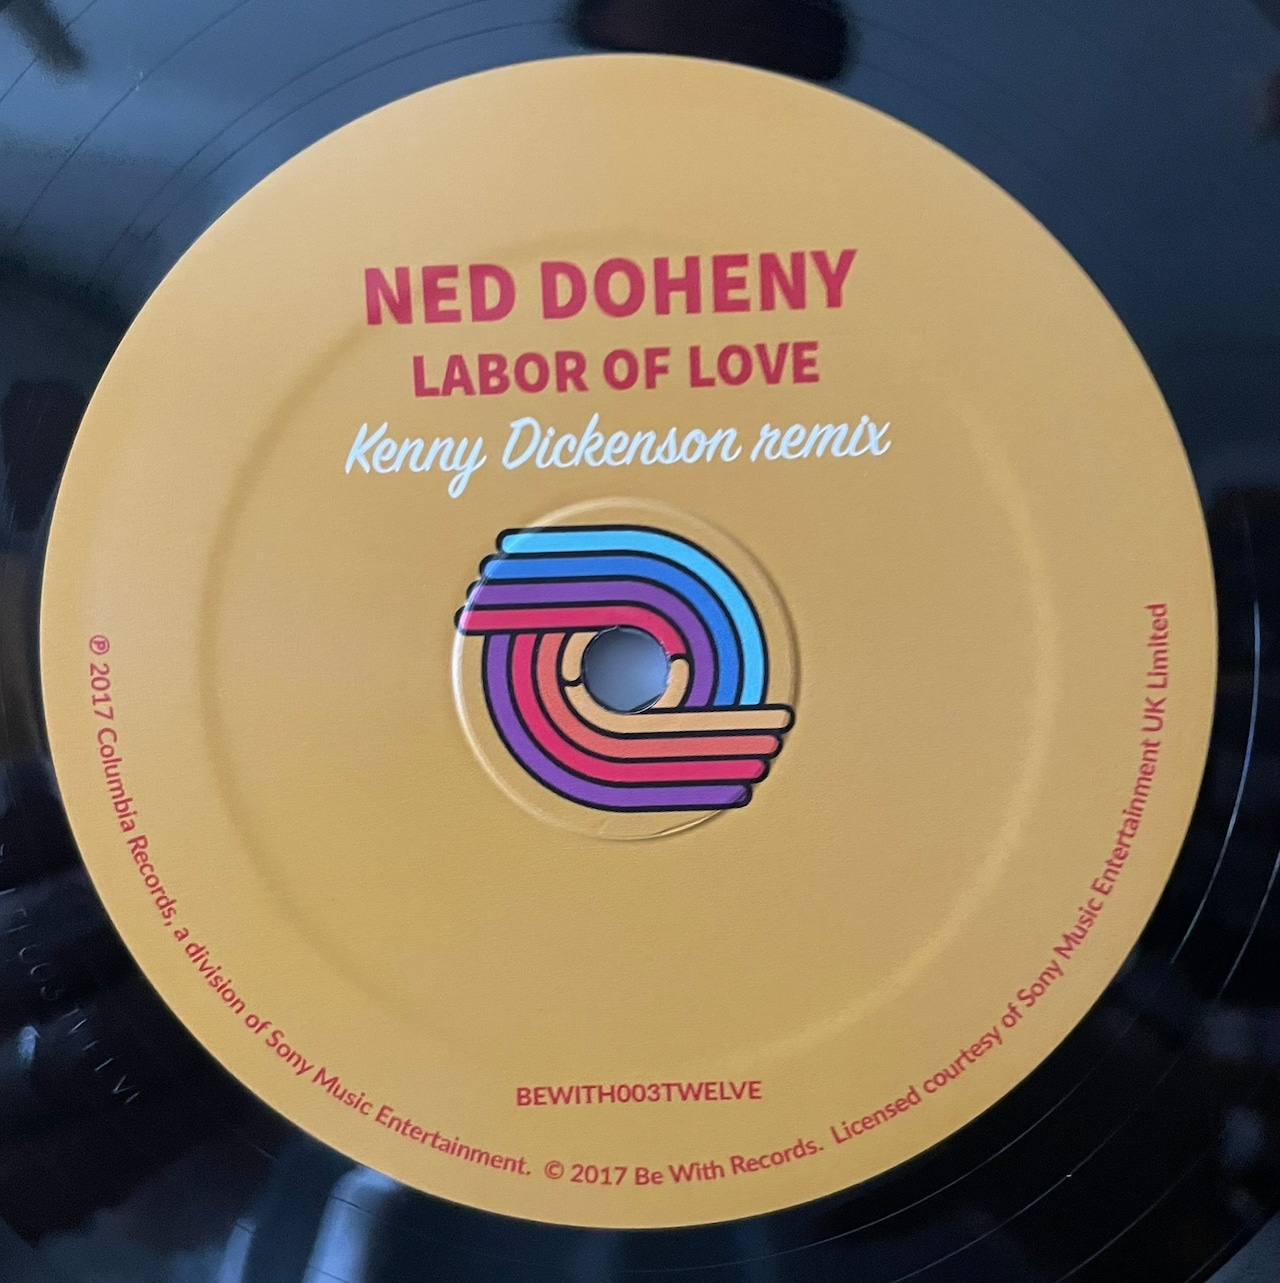 NED DOHENY
LABOR OF LOVE
Kenny Dickenson remix
BEWITH003TWELVE
℗ 2017 Columbia Records, a division of Sony Music Entertainment. © 2017 Be With Records. Licensed courtesy of Sony Music Entertainment UK Limited